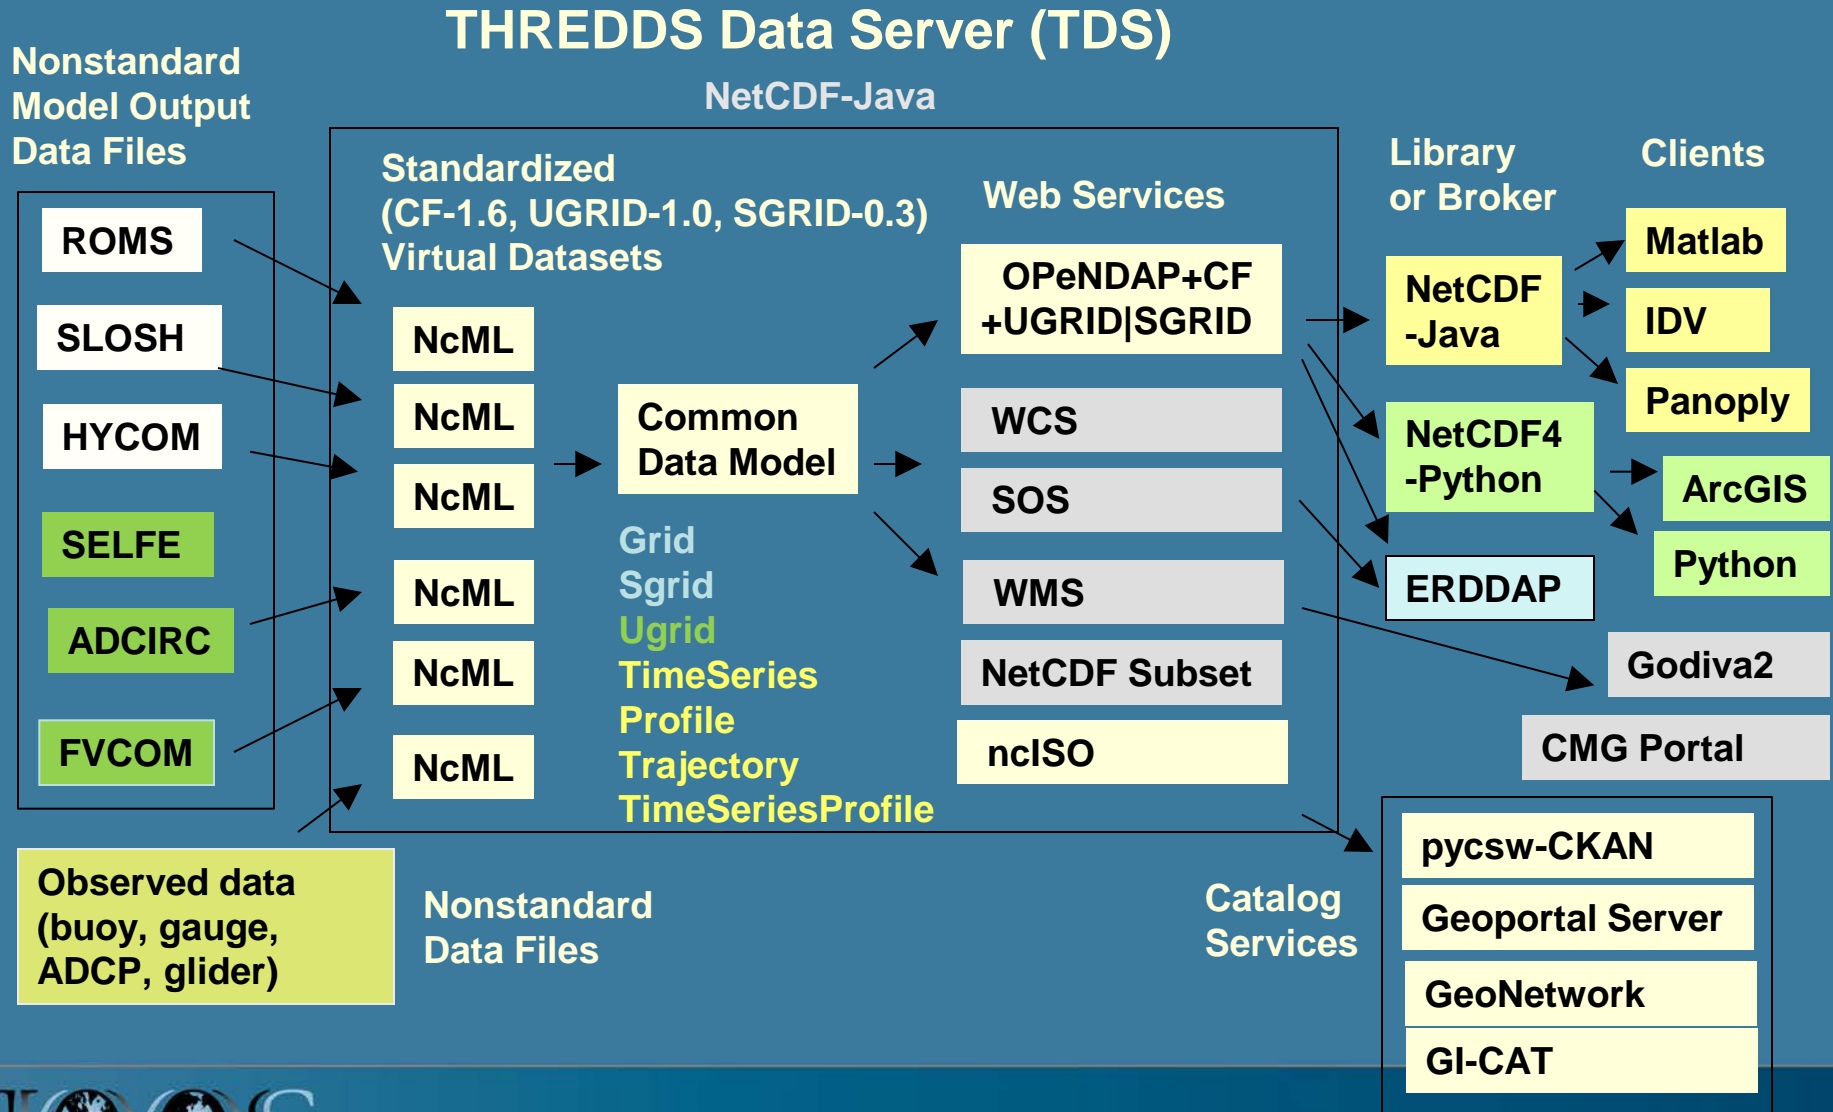 THREDDS Data Server (TDS)
NetCDF-Java
Nonstandard
Model Output
Data Files
ROMS
SLOSH
HYCOM
SELFE
ADCIRC
FVCOM
Observed data
(buoy, gauge,
ADCP, glider)
Nonstandard
Data Files
Standardized
(CF-1.6, UGRID-1.0, SGRID-0.3)
Virtual Datasets
NcML
NcML
NcML
NcML
NcML
NcML
Common
Data Model
Grid
Sgrid
Ugrid
TimeSeries
Profile
Trajectory
TimeSeriesProfile
Web Services
OPeNDAP+CF
+UGRID|SGRID
WCS
SOS
WMS
NetCDF Subset
ncISO
Library
or Broker
NetCDF
-Java
NetCDF4
-Python
ERDDAP
Clients
Matlab
IDV
Panoply
ArcGIS
Python
Godiva2
CMG Portal
Catalog
Services
pycsw-CKAN
Geoportal Server
GeoNetwork
GI-CAT